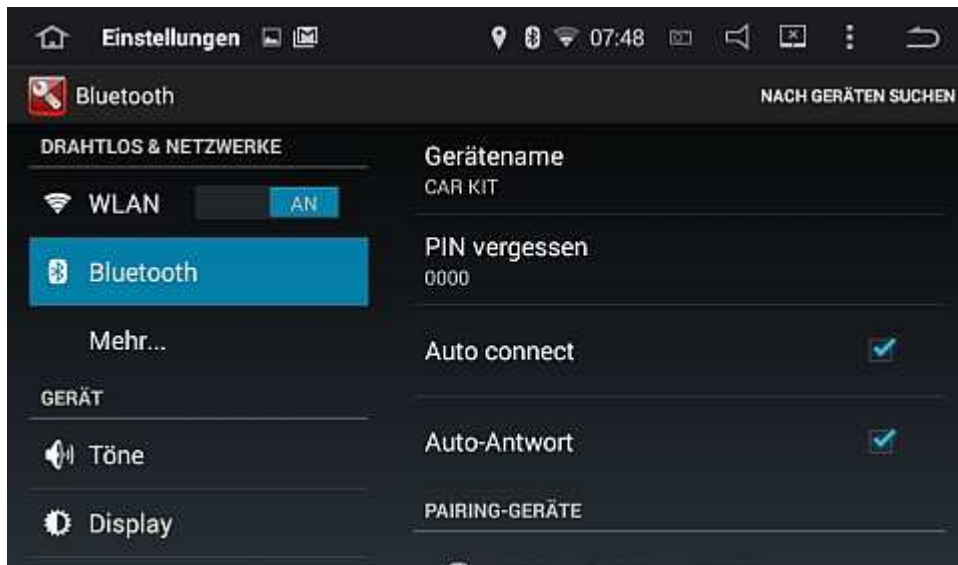 Einstellungen 07:48
Bluetooth NACH GERÄTEN SUCHEN
DRAHTLOS & NETZWERKE
WLAN AN
Bluetooth
Mehr...
GERÄT
Töne
Display
Gerätename
CAR KIT
PIN vergessen
0000
Auto connect
Auto-Antwort
PAIRING-GERÄTE